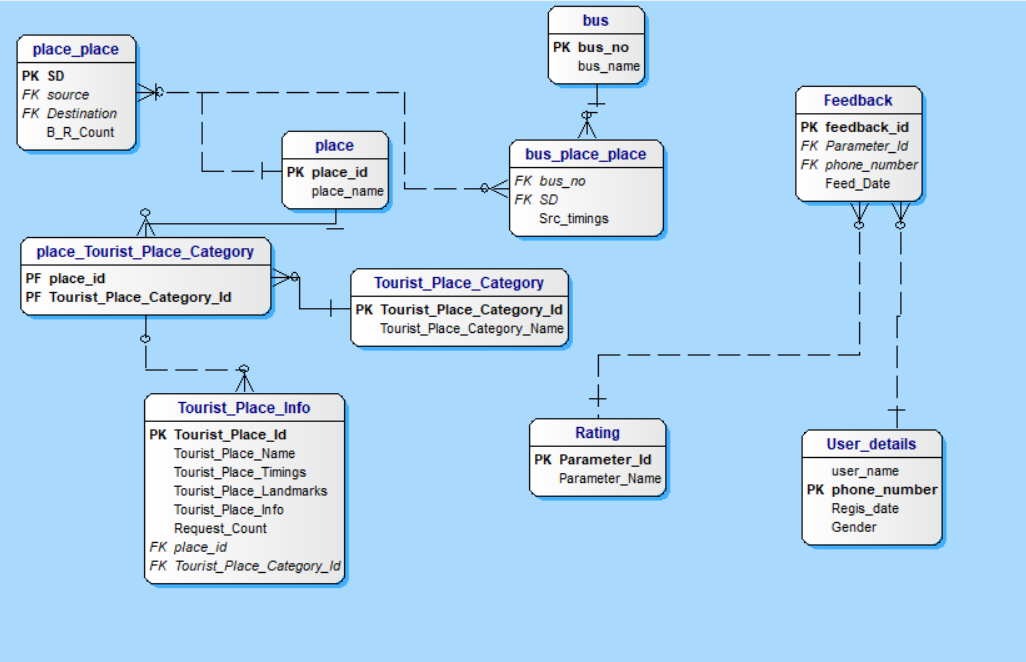 place_place
PK SD
FK source
FK Destination
B_R_Count
bus
PK bus_no
bus_name
place
PK place_id
place_name
bus_place_place
FK bus_no
FK SD
Src_timings
Feedback
PK feedback_id
FK Parameter_Id
FK phone_number
Feed_Date
place_Tourist_Place_Category
PF place_id
PF Tourist_Place_Category_Id
Tourist_Place_Category
PK Tourist_Place_Category_Id
Tourist_Place_Category_Name
Tourist_Place_Info
PK Tourist_Place_Id
Tourist_Place_Name
Tourist_Place_Timings
Tourist_Place_Landmarks
Tourist_Place_Info
Request_Count
FK place_id
FK Tourist_Place_Category_Id
Rating
PK Parameter_Id
Parameter_Name
User_details
user_name
PK phone_number
Regis_date
Gender